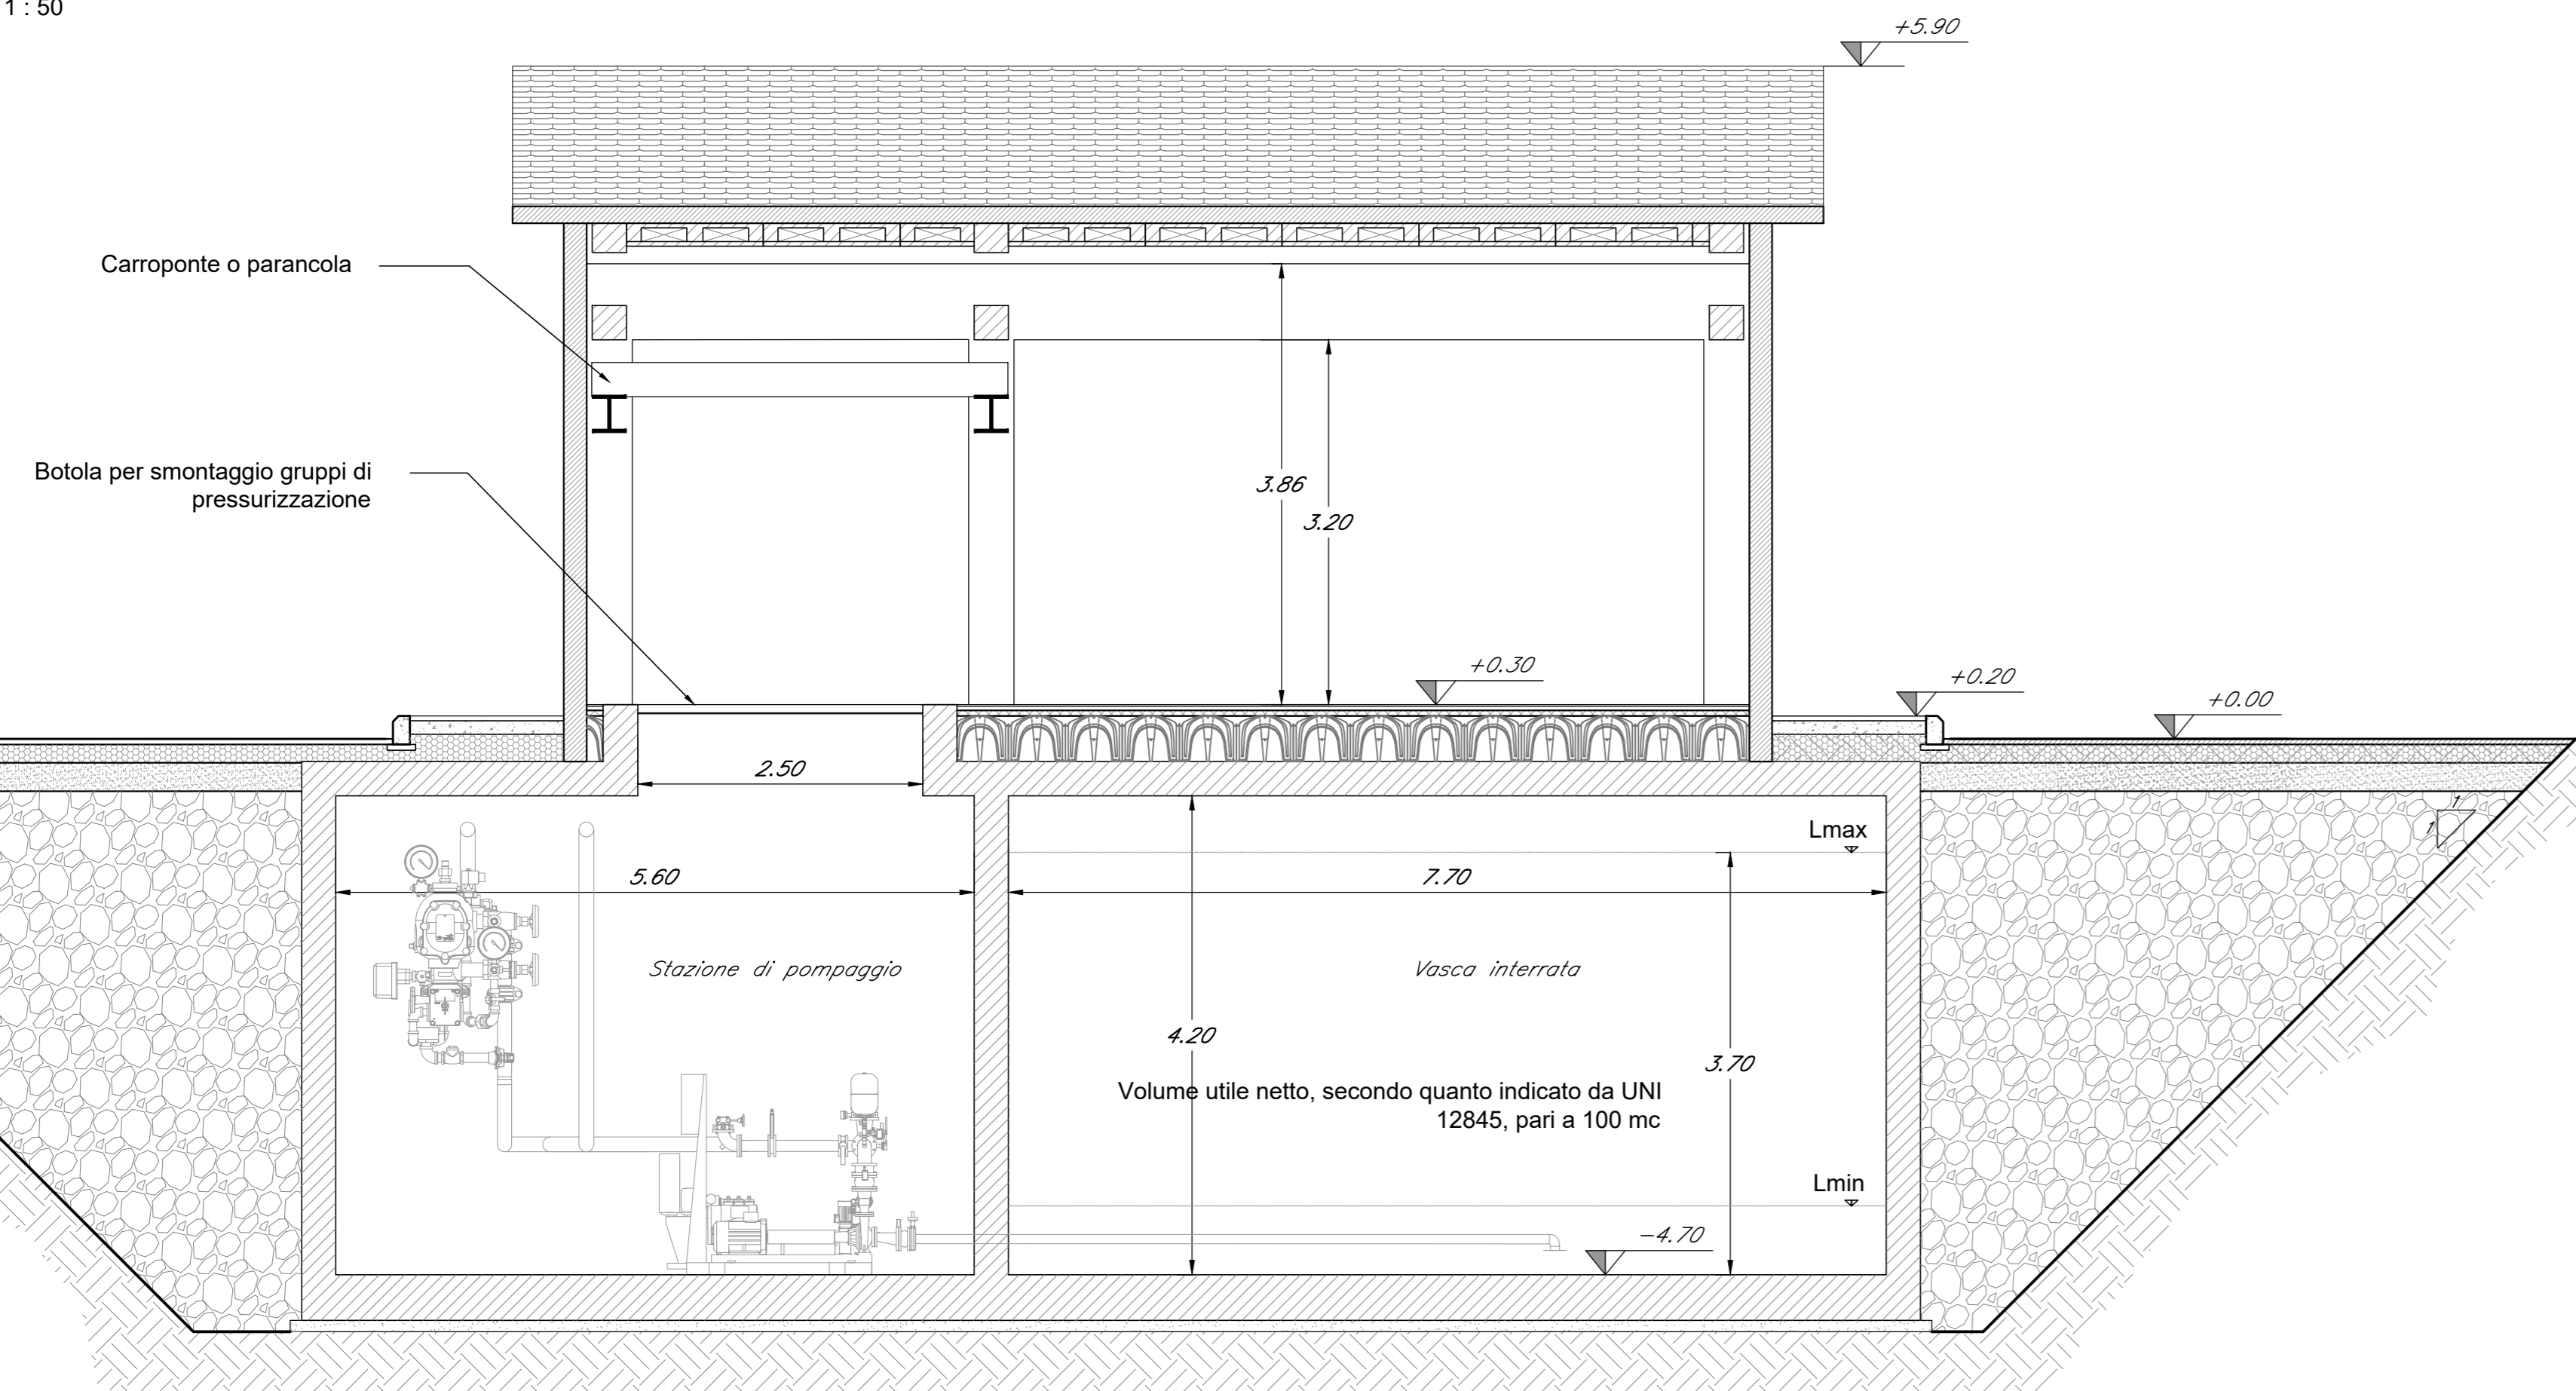 1 : 50
+5.90
Carroponte o parancola
Botola per smontaggio gruppi di
pressurizzazione
3.86
3.20
+0.30
+0.20
+0.00
2.50
1
1
Lmax
5.60
7.70
Stazione di pompaggio
Vasca interrata
4.20
3.70
Volume utile netto, secondo quanto indicato da UNI
12845, pari a 100 mc
Lmin
-4.70